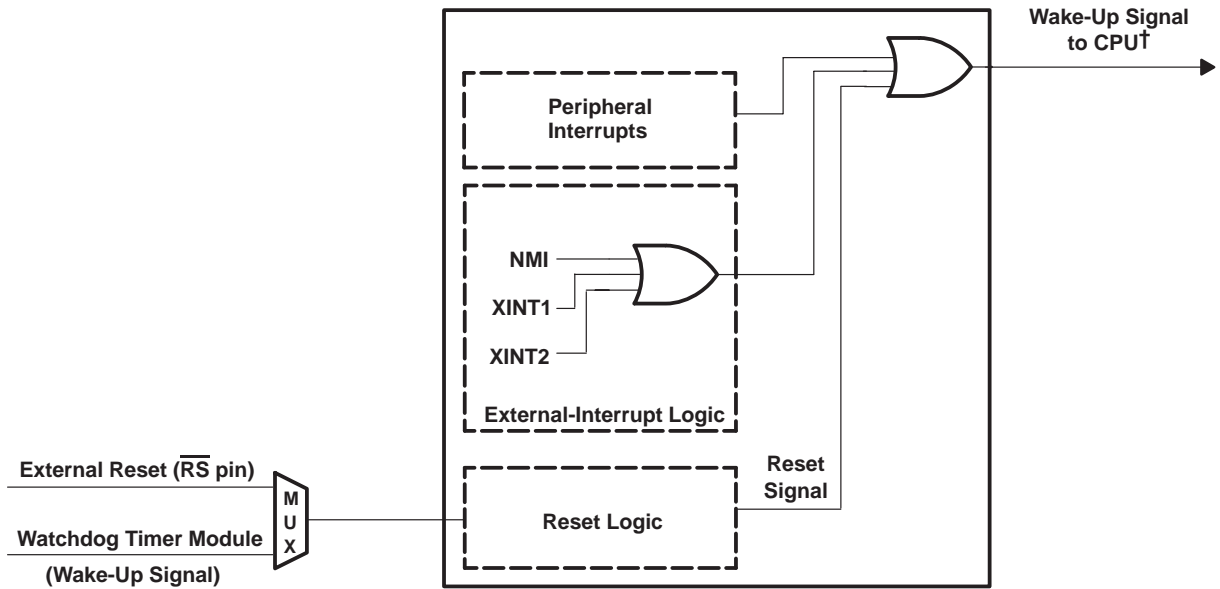 Wake-Up Signal
to CPU†
Peripheral
Interrupts
NMI
XINT1
XINT2
External-Interrupt Logic
Reset
Signal
External Reset (R̅S̅ pin)
M
U
X
Reset Logic
Watchdog Timer Module
(Wake-Up Signal)